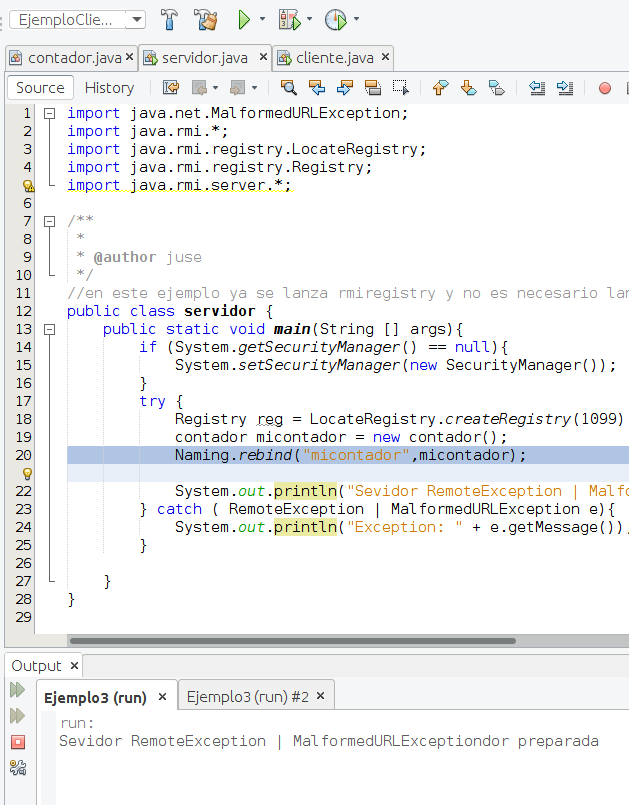 EjemploClie...
contador.java servidor.java cliente.java
Source History
1 import java.net.MalformedURLException;
2 import java.rmi.*;
3 import java.rmi.registry.LocateRegistry;
4 import java.rmi.registry.Registry;
import java.rmi.server.*;
6
7 /**
8 *
9 * @author juse
10 */
11 //en este ejemplo ya se lanza rmiregistry y no es necesario lan
12 public class servidor {
13 public static void main(String [] args){
14 if (System.getSecurityManager() == null){
15 System.setSecurityManager(new SecurityManager());
16 }
17 try {
18 Registry reg = LocateRegistry.createRegistry(1099)
19 contador micontador = new contador();
20 Naming.rebind("micontador",micontador);
22 System.out.println("Sevidor RemoteException | Malfo
23 } catch ( RemoteException | MalformedURLException e){
24 System.out.println("Exception: " + e.getMessage());
25 }
26
27 }
28 }
29
Output
Ejemplo3 (run) Ejemplo3 (run) #2
run:
Sevidor RemoteException | MalformedURLExceptiondor preparada